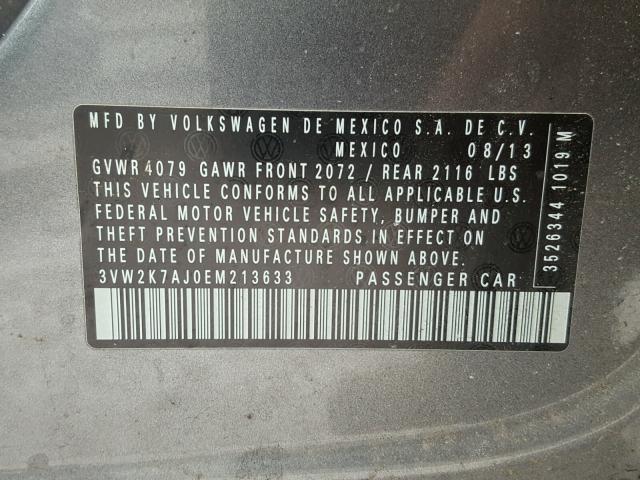 MFD BY VOLKSWAGEN DE MEXICO S.A. DE C.V.
MEXICO 08/13
GVWR 4079 GAWR FRONT 2072 / REAR 2116 LBS
THIS VEHICLE CONFORMS TO ALL APPLICABLE U.S.
FEDERAL MOTOR VEHICLE SAFETY, BUMPER AND
THEFT PREVENTION STANDARDS IN EFFECT ON
THE DATE OF MANUFACTURE SHOWN ABOVE.
3VW2K7AJ0EM213633 PASSENGER CAR
3526344 1019 M